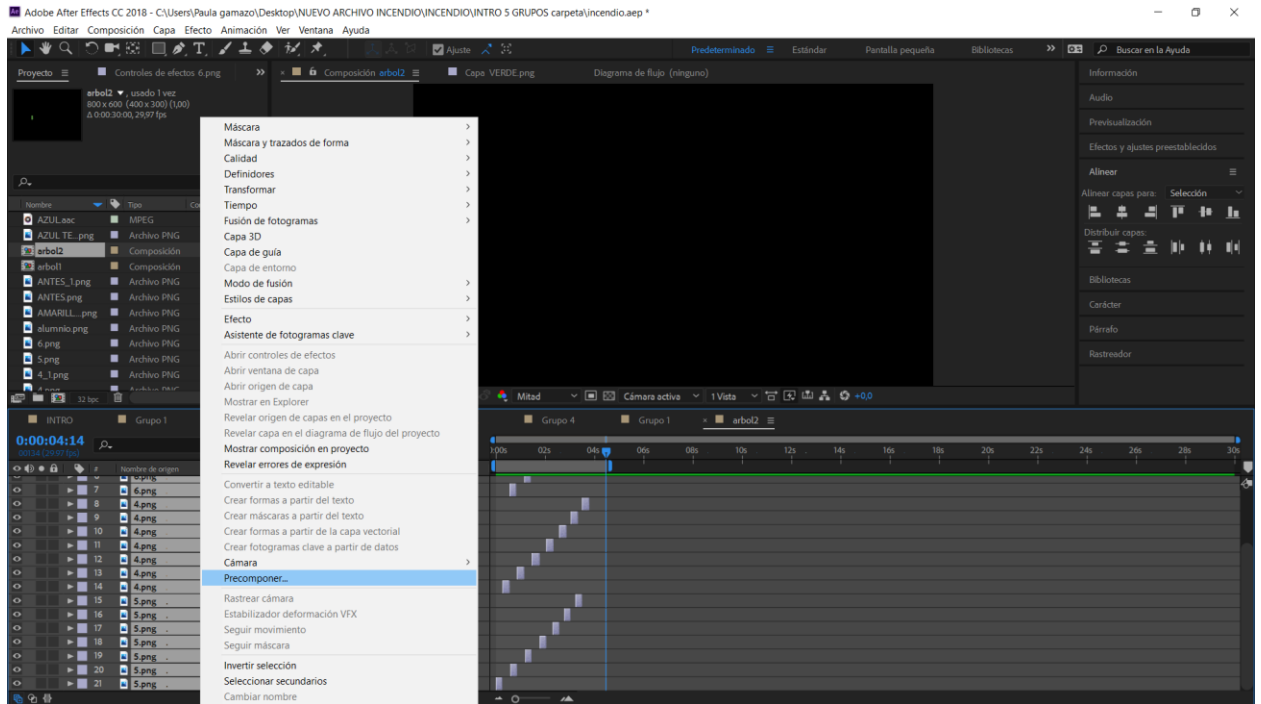 Adobe After Effects CC 2018 - C:\Users\Paula gamazo\Desktop\NUEVO ARCHIVO INCENDIO\INCENDIO\INTRO 5 GRUPOS carpeta\incendio.aep *
Archivo Editar Composición Capa Efecto Animación Ver Ventana Ayuda
Ajuste Predeterminado Estándar Pantalla pequeña Bibliotecas Buscar en la Ayuda
Proyecto Controles de efectos 6.png Composición arbol2 Capa VERDE.png Diagrama de flujo (ninguno)
arbol2 , usado 1 vez
800 x 600 (400 x 300) (1,00)
Δ 0:00:30:00, 29,97 fps
Nombre Tipo
AZUL.aac MPEG
AZUL TE...png Archivo PNG
arbol2 Composición
arbol1 Composición
ANTES_1.png Archivo PNG
ANTES.png Archivo PNG
AMARILL...png Archivo PNG
alumnio.png Archivo PNG
6.png Archivo PNG
5.png Archivo PNG
4_1.png Archivo PNG
4.png Archivo PNG
32 bpc
Máscara
Máscara y trazados de forma
Calidad
Definidores
Transformar
Tiempo
Fusión de fotogramas
Capa 3D
Capa de guía
Capa de entorno
Modo de fusión
Estilos de capas
Efecto
Asistente de fotogramas clave
Abrir controles de efectos
Abrir ventana de capa
Abrir origen de capa
Mostrar en Explorer
Revelar origen de capas en el proyecto
Revelar capa en el diagrama de flujo del proyecto
Mostrar composición en proyecto
Revelar errores de expresión
Convertir a texto editable
Crear formas a partir del texto
Crear máscaras a partir del texto
Crear formas a partir de la capa vectorial
Crear fotogramas clave a partir de datos
Cámara
Precomponer...
Rastrear cámara
Estabilizador deformación VFX
Seguir movimiento
Seguir máscara
Invertir selección
Seleccionar secundarios
Cambiar nombre
Información
Audio
Previsualización
Efectos y ajustes preestablecidos
Alinear
Alinear capas para: Selección
Distribuir capas:
Bibliotecas
Carácter
Párrafo
Rastreador
Mitad Cámara activa 1 Vista +0,0
INTRO Grupo 1 Grupo 4 Grupo 1 arbol2
0:00:04:14
00134 (29.97 fps)
:00s 02s 04s 06s 08s 10s 12s 14s 16s 18s 20s 22s 24s 26s 28s 30s
# Nombre de origen
6.png
7 6.png
8 4.png
9 4.png
10 4.png
11 4.png
12 4.png
13 4.png
14 4.png
15 5.png
16 5.png
17 5.png
18 5.png
19 5.png
20 5.png
21 5.png